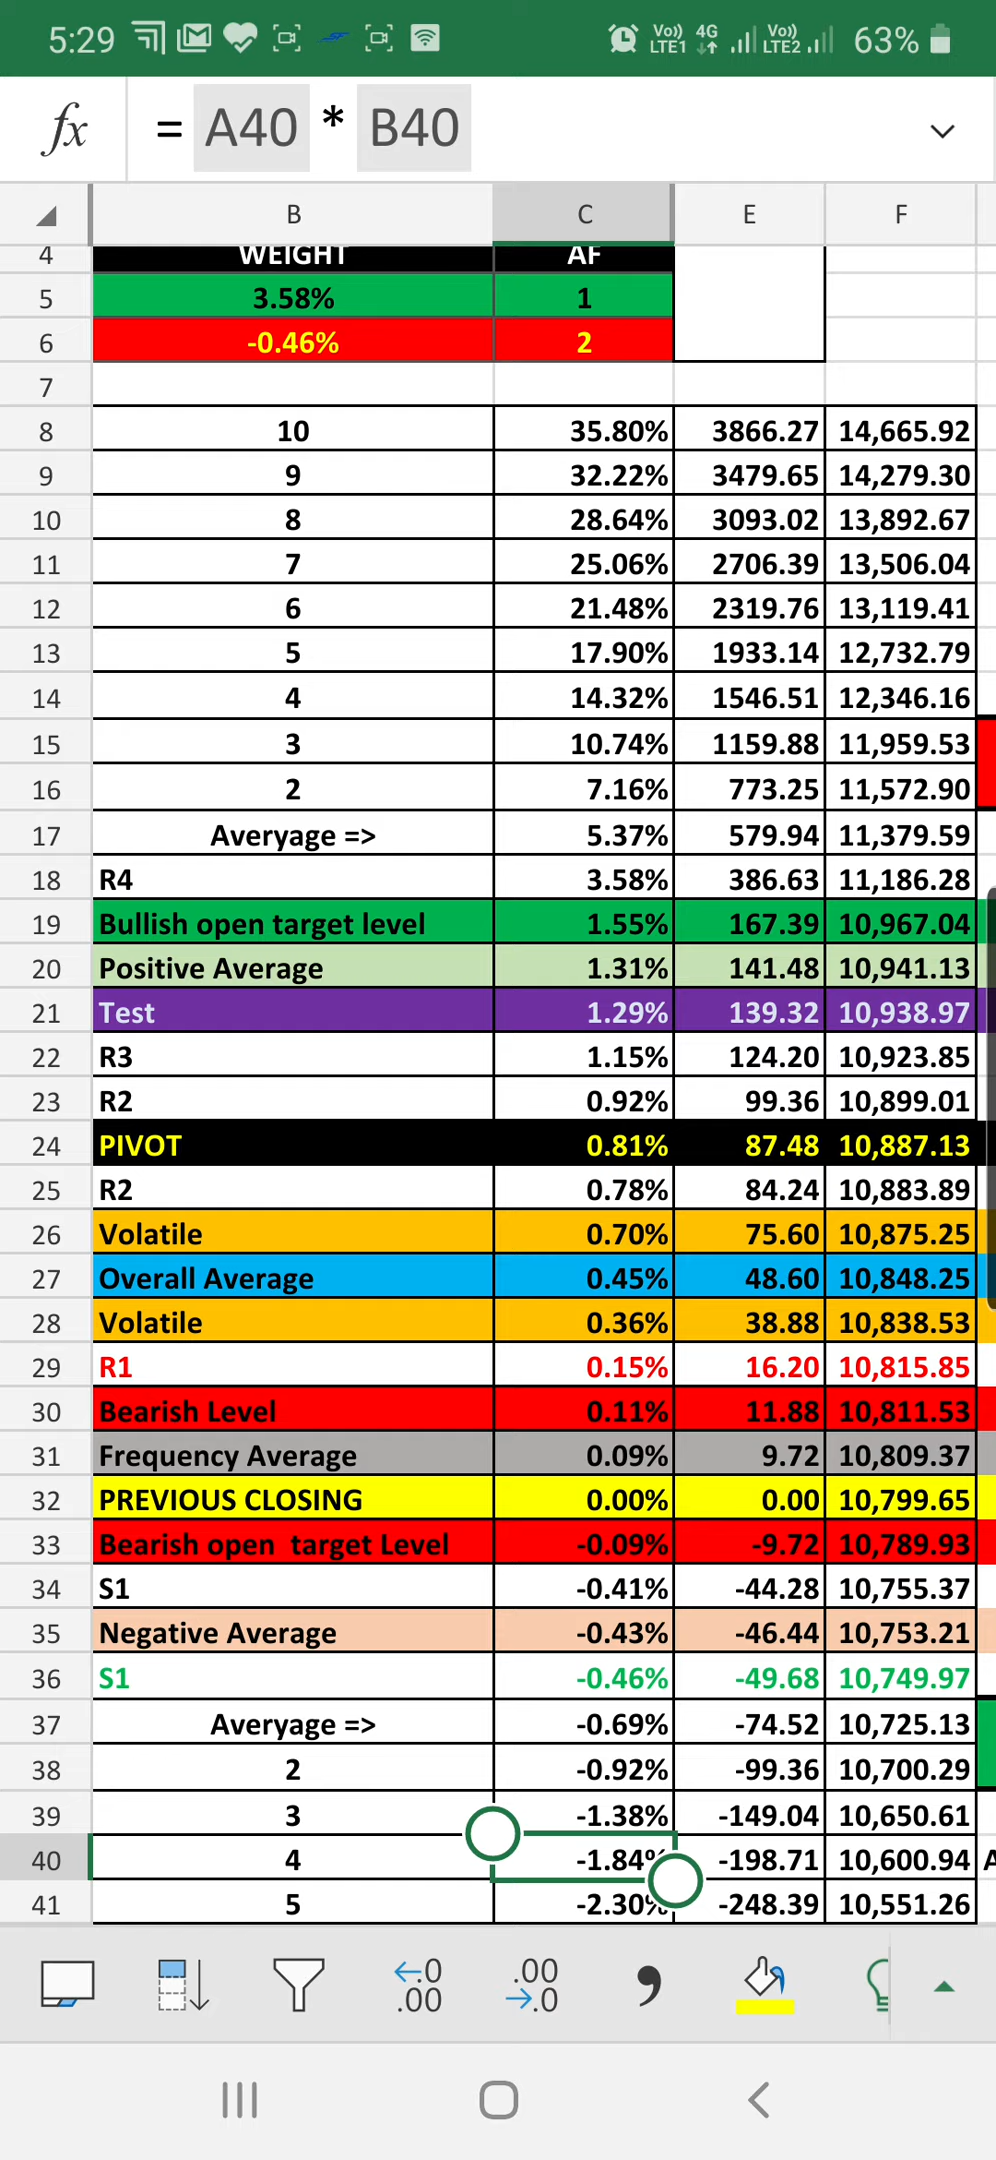 5:29 Vo)) LTE1 4G Vo)) LTE2 63%
fx = A40 * B40
B C E F
4 WEIGHT AF
5 3.58% 1
6 -0.46% 2
7
8 10 35.80% 3866.27 14,665.92
9 9 32.22% 3479.65 14,279.30
10 8 28.64% 3093.02 13,892.67
11 7 25.06% 2706.39 13,506.04
12 6 21.48% 2319.76 13,119.41
13 5 17.90% 1933.14 12,732.79
14 4 14.32% 1546.51 12,346.16
15 3 10.74% 1159.88 11,959.53
16 2 7.16% 773.25 11,572.90
17 Averyage => 5.37% 579.94 11,379.59
18 R4 3.58% 386.63 11,186.28
19 Bullish open target level 1.55% 167.39 10,967.04
20 Positive Average 1.31% 141.48 10,941.13
21 Test 1.29% 139.32 10,938.97
22 R3 1.15% 124.20 10,923.85
23 R2 0.92% 99.36 10,899.01
24 PIVOT 0.81% 87.48 10,887.13
25 R2 0.78% 84.24 10,883.89
26 Volatile 0.70% 75.60 10,875.25
27 Overall Average 0.45% 48.60 10,848.25
28 Volatile 0.36% 38.88 10,838.53
29 R1 0.15% 16.20 10,815.85
30 Bearish Level 0.11% 11.88 10,811.53
31 Frequency Average 0.09% 9.72 10,809.37
32 PREVIOUS CLOSING 0.00% 0.00 10,799.65
33 Bearish open target Level -0.09% -9.72 10,789.93
34 S1 -0.41% -44.28 10,755.37
35 Negative Average -0.43% -46.44 10,753.21
36 S1 -0.46% -49.68 10,749.97
37 Averyage => -0.69% -74.52 10,725.13
38 2 -0.92% -99.36 10,700.29
39 3 -1.38% -149.04 10,650.61
40 4 -1.84% -198.71 10,600.94 A
41 5 -2.30% -248.39 10,551.26
←.0 .00
.00 →.0